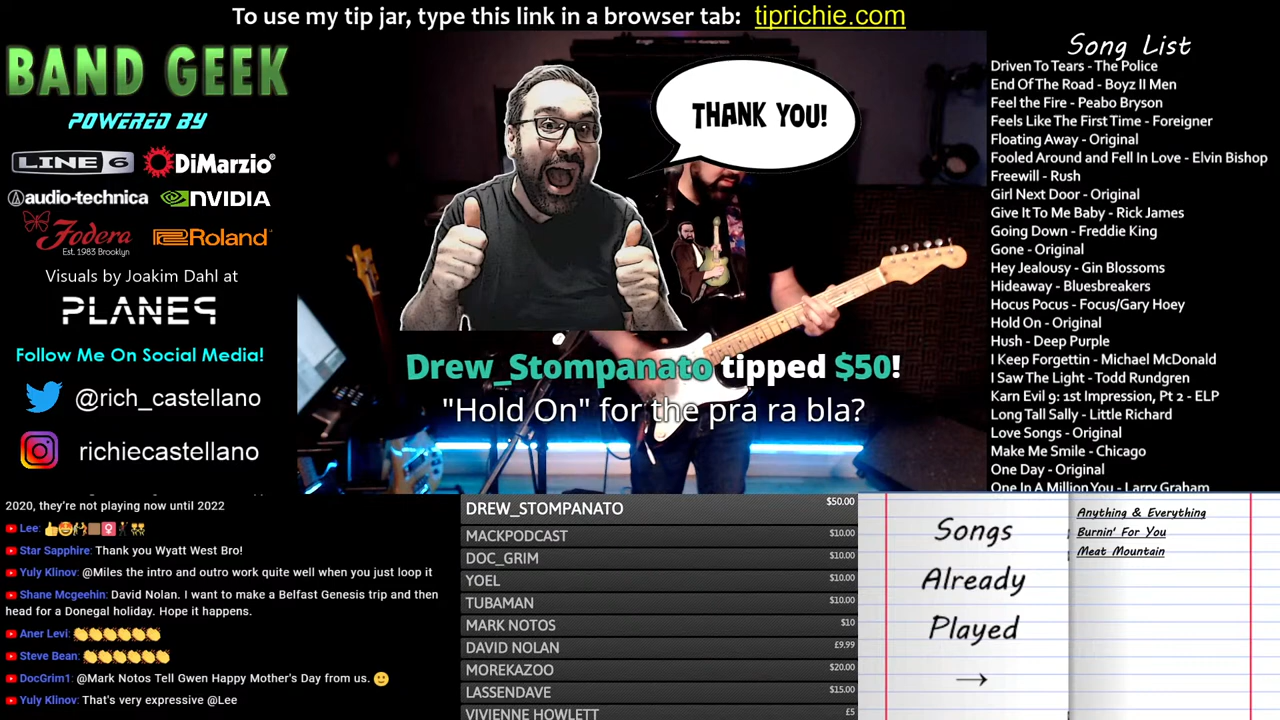 To use my tip jar, type this link in a browser tab: tiprichie.com
BAND GEEK
POWERED BY
LINE 6
DiMarzio
audio-technica
NVIDIA
Fodera
Est. 1983 Brooklyn
Roland
Visuals by Joakim Dahl at
PLANE9
Follow Me On Social Media!
@rich_castellano
richiecastellano
THANK YOU!
Drew_Stompanato tipped $50!
"Hold On" for the pra ra bla?
Song List
Driven To Tears - The Police
End Of The Road - Boyz II Men
Feel the Fire - Peabo Bryson
Feels Like The First Time - Foreigner
Floating Away - Original
Fooled Around and Fell In Love - Elvin Bishop
Freewill - Rush
Girl Next Door - Original
Give It To Me Baby - Rick James
Going Down - Freddie King
Gone - Original
Hey Jealousy - Gin Blossoms
Hideaway - Bluesbreakers
Hocus Pocus - Focus/Gary Hoey
Hold On - Original
Hush - Deep Purple
I Keep Forgettin - Michael McDonald
I Saw The Light - Todd Rundgren
Karn Evil 9: 1st Impression, Pt 2 - ELP
Long Tall Sally - Little Richard
Love Songs - Original
Make Me Smile - Chicago
One Day - Original
One In A Million You - Larry Graham
2020, they're not playing now until 2022
Lee:
Star Sapphire: Thank you Wyatt West Bro!
Yuly Klinov: @Miles the intro and outro work quite well when you just loop it
Shane Mcgeehin: David Nolan. I want to make a Belfast Genesis trip and then
head for a Donegal holiday. Hope it happens.
Aner Levi:
Steve Bean:
DocGrim1: @Mark Notos Tell Gwen Happy Mother's Day from us.
Yuly Klinov: That's very expressive @Lee
DREW_STOMPANATO $50.00
MACKPODCAST $10.00
DOC_GRIM $10.00
YOEL $10.00
TUBAMAN $10.00
MARK NOTOS $10
DAVID NOLAN £9.99
MOREKAZOO $20.00
LASSENDAVE $15.00
VIVIENNE HOWLETT £5
Songs
Already
Played
→
Anything & Everything
Burnin' For You
Meat Mountain